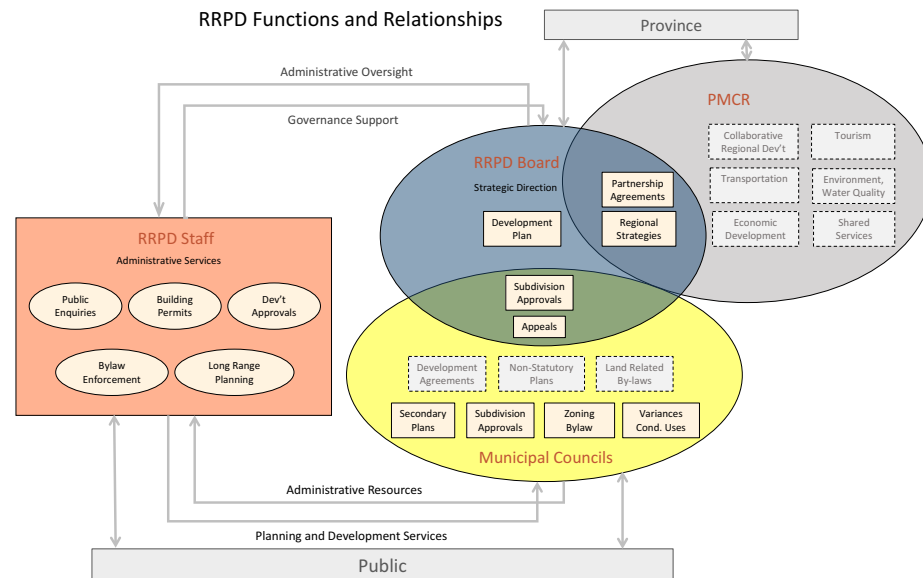 RRPD Functions and Relationships
Province
Administrative Oversight
Governance Support
PMCR
Collaborative
Regional Dev't
Tourism
Transportation
Environment,
Water Quality
Economic
Development
Shared
Services
RRPD Board
Strategic Direction
Partnership
Agreements
Development
Plan
Regional
Strategies
RRPD Staff
Administrative Services
Public
Enquiries
Building
Permits
Dev't
Approvals
Bylaw
Enforcement
Long Range
Planning
Subdivision
Approvals
Appeals
Development
Agreements
Non-Statutory
Plans
Land Related
By-laws
Secondary
Plans
Subdivision
Approvals
Zoning
Bylaw
Variances
Cond. Uses
Municipal Councils
Administrative Resources
Planning and Development Services
Public